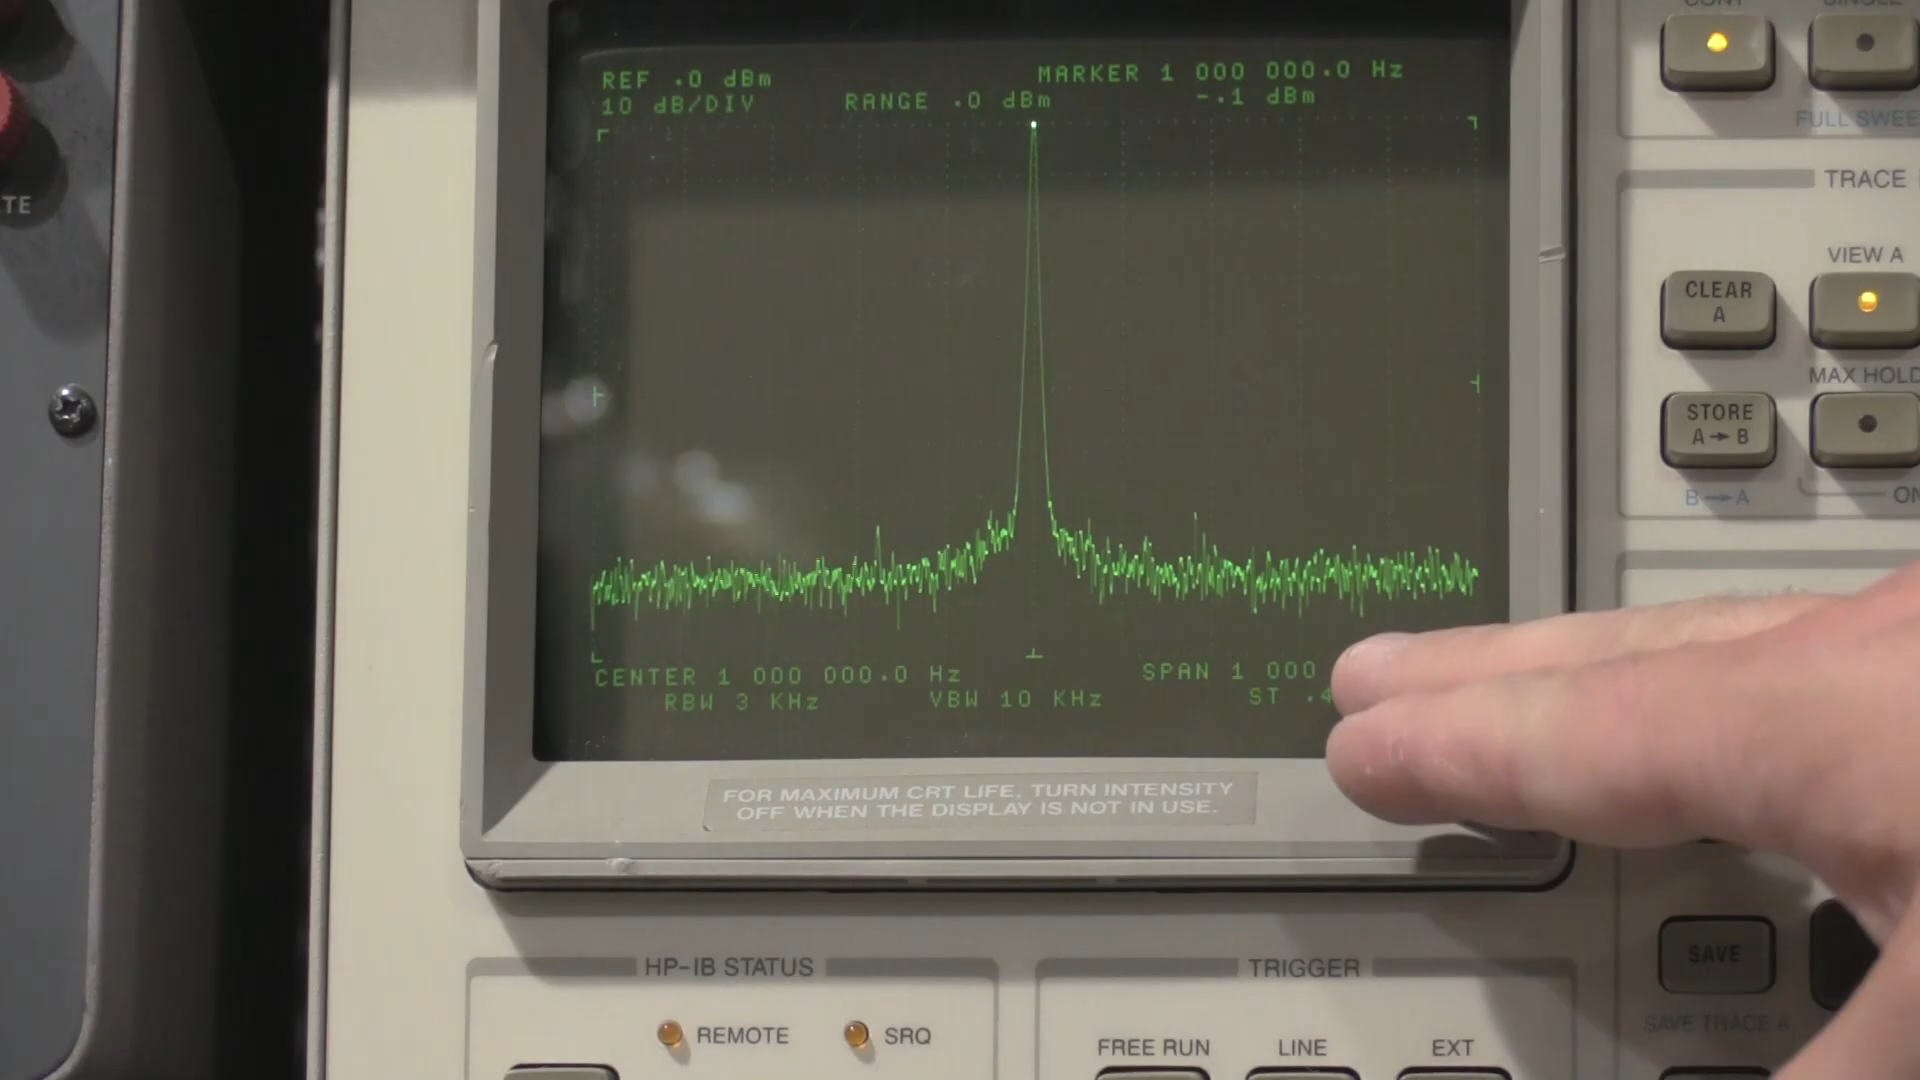 CONT SINGLE
REF .0 dBm
10 dB/DIV
RANGE .0 dBm
MARKER 1 000 000.0 Hz
-.1 dBm
FULL SWEE
TRACE
TE
VIEW A
CLEAR
A
MAX HOLD
STORE
A→B
B→A
ON
CENTER 1 000 000.0 Hz
SPAN 1 000
RBW 3 KHz
VBW 10 KHz
ST .4
FOR MAXIMUM CRT LIFE, TURN INTENSITY
OFF WHEN THE DISPLAY IS NOT IN USE.
SAVE
SAVE TRACE A
HP-IB STATUS
TRIGGER
REMOTE
SRQ
FREE RUN
LINE
EXT